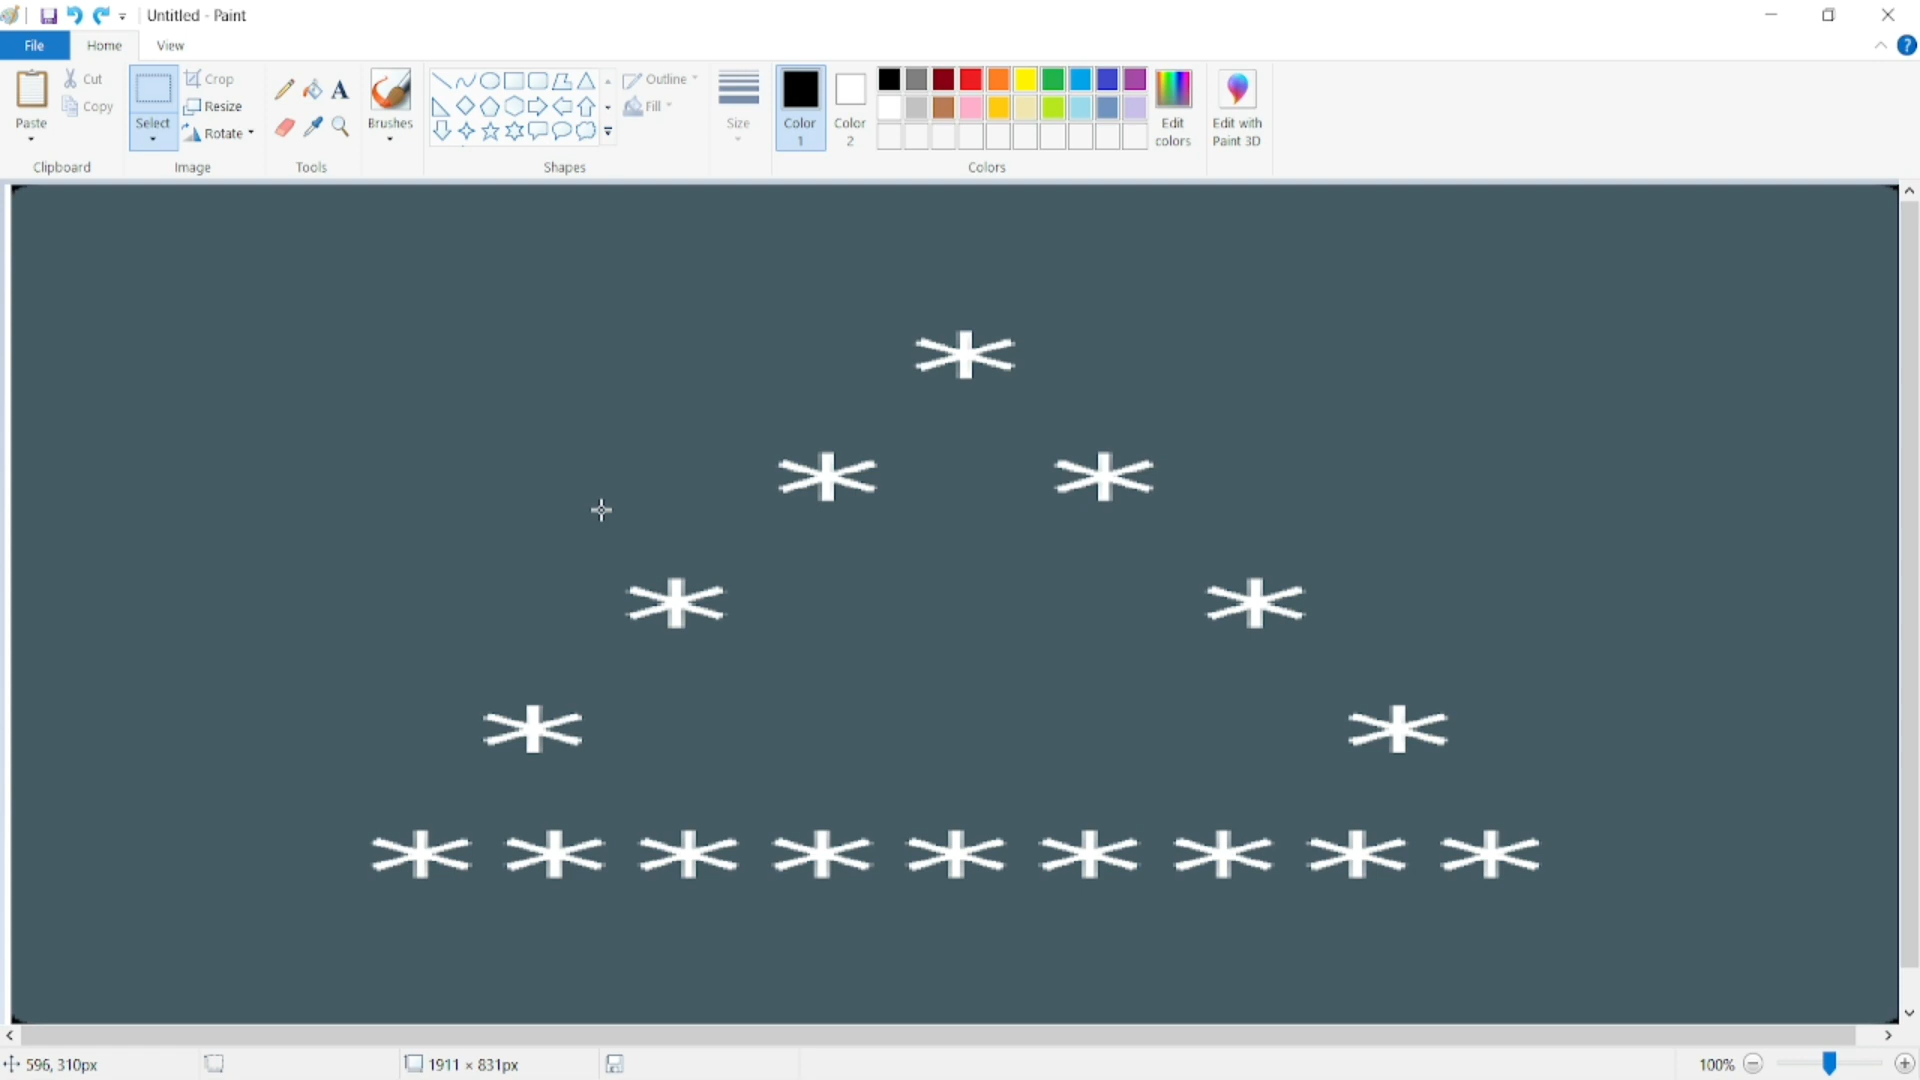 Untitled - Paint
File Home View
Paste
Cut
Copy
Clipboard
Select
Crop
Resize
Rotate
Image
A
Tools
Brushes
Shapes
Outline
Fill
Size
Color 1
Color 2
Colors
Edit colors
Edit with Paint 3D
?
*
* *
* *
* *
* * * * * * * * *
596, 310px
1911 × 831px
100%